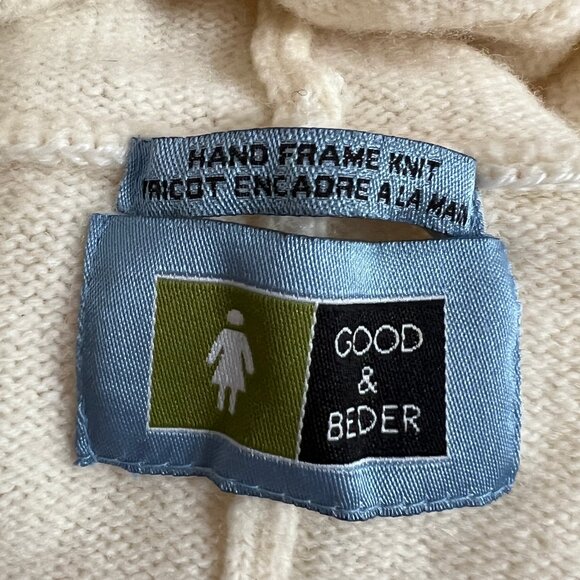 HAND FRAME KNIT
TRICOT ENCADRE A LA MAIN
GOOD
&
BEDER